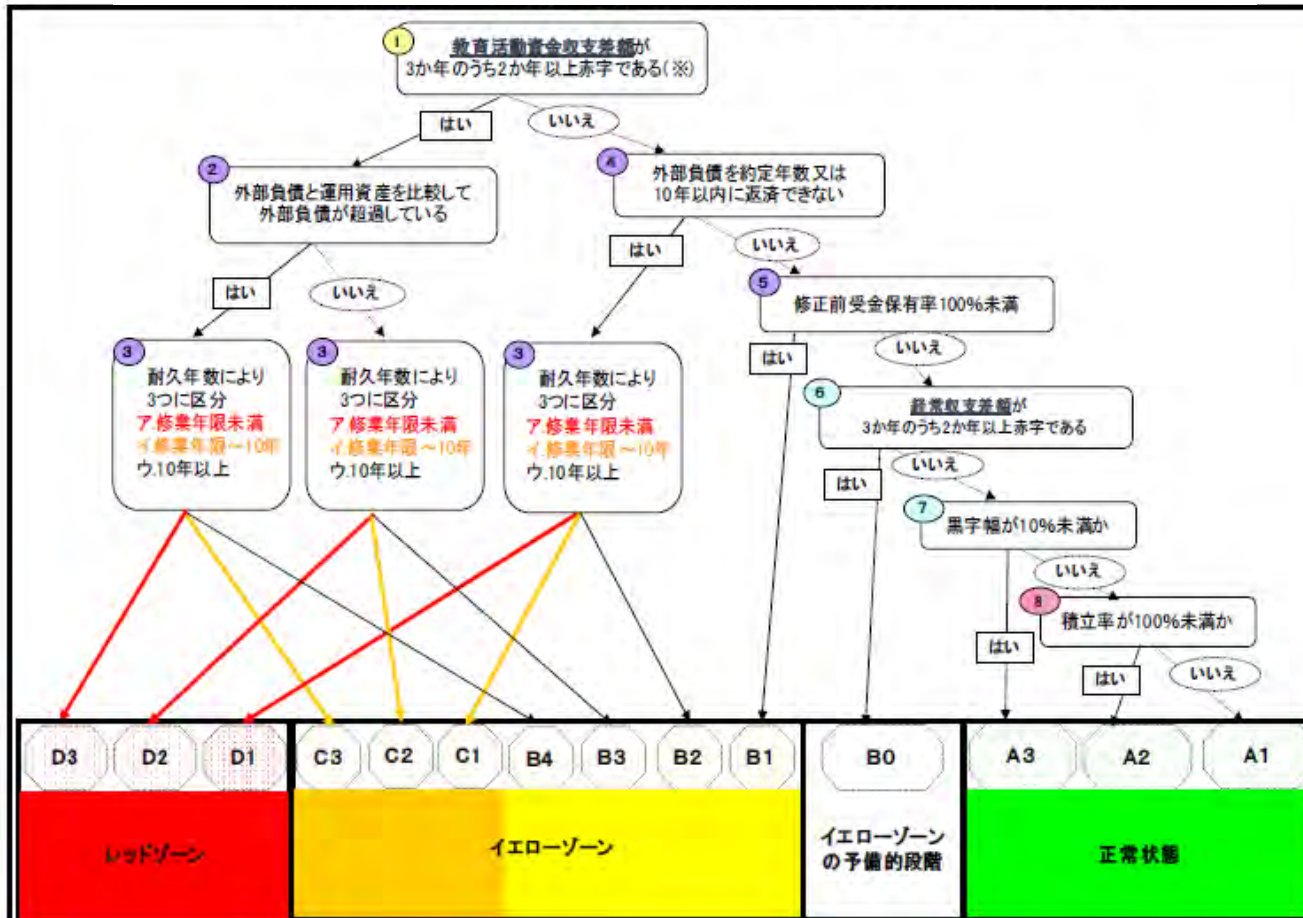 1
教育活動資金収支差額が
3か年のうち2か年以上赤字である(※)
はい
いいえ
2
外部負債と運用資産を比較して
外部負債が超過している
4
外部負債を約定年数又は
10年以内に返済できない
はい
いいえ
はい
いいえ
5
修正前受金保有率100%未満
3
耐久年数により
3つに区分
ア.修業年限未満
イ.修業年限~10年
ウ.10年以上
3
耐久年数により
3つに区分
ア.修業年限未満
イ.修業年限~10年
ウ.10年以上
3
耐久年数により
3つに区分
ア.修業年限未満
イ.修業年限~10年
ウ.10年以上
はい
いいえ
6
経常収支差額が
3か年のうち2か年以上赤字である
はい
いいえ
7
黒字幅が10%未満か
はい
いいえ
8
積立率が100%未満か
はい
いいえ
D3
D2
D1
C3
C2
C1
B4
B3
B2
B1
B0
A3
A2
A1
レッドゾーン
イエローゾーン
イエローゾーン
の予備的段階
正常状態